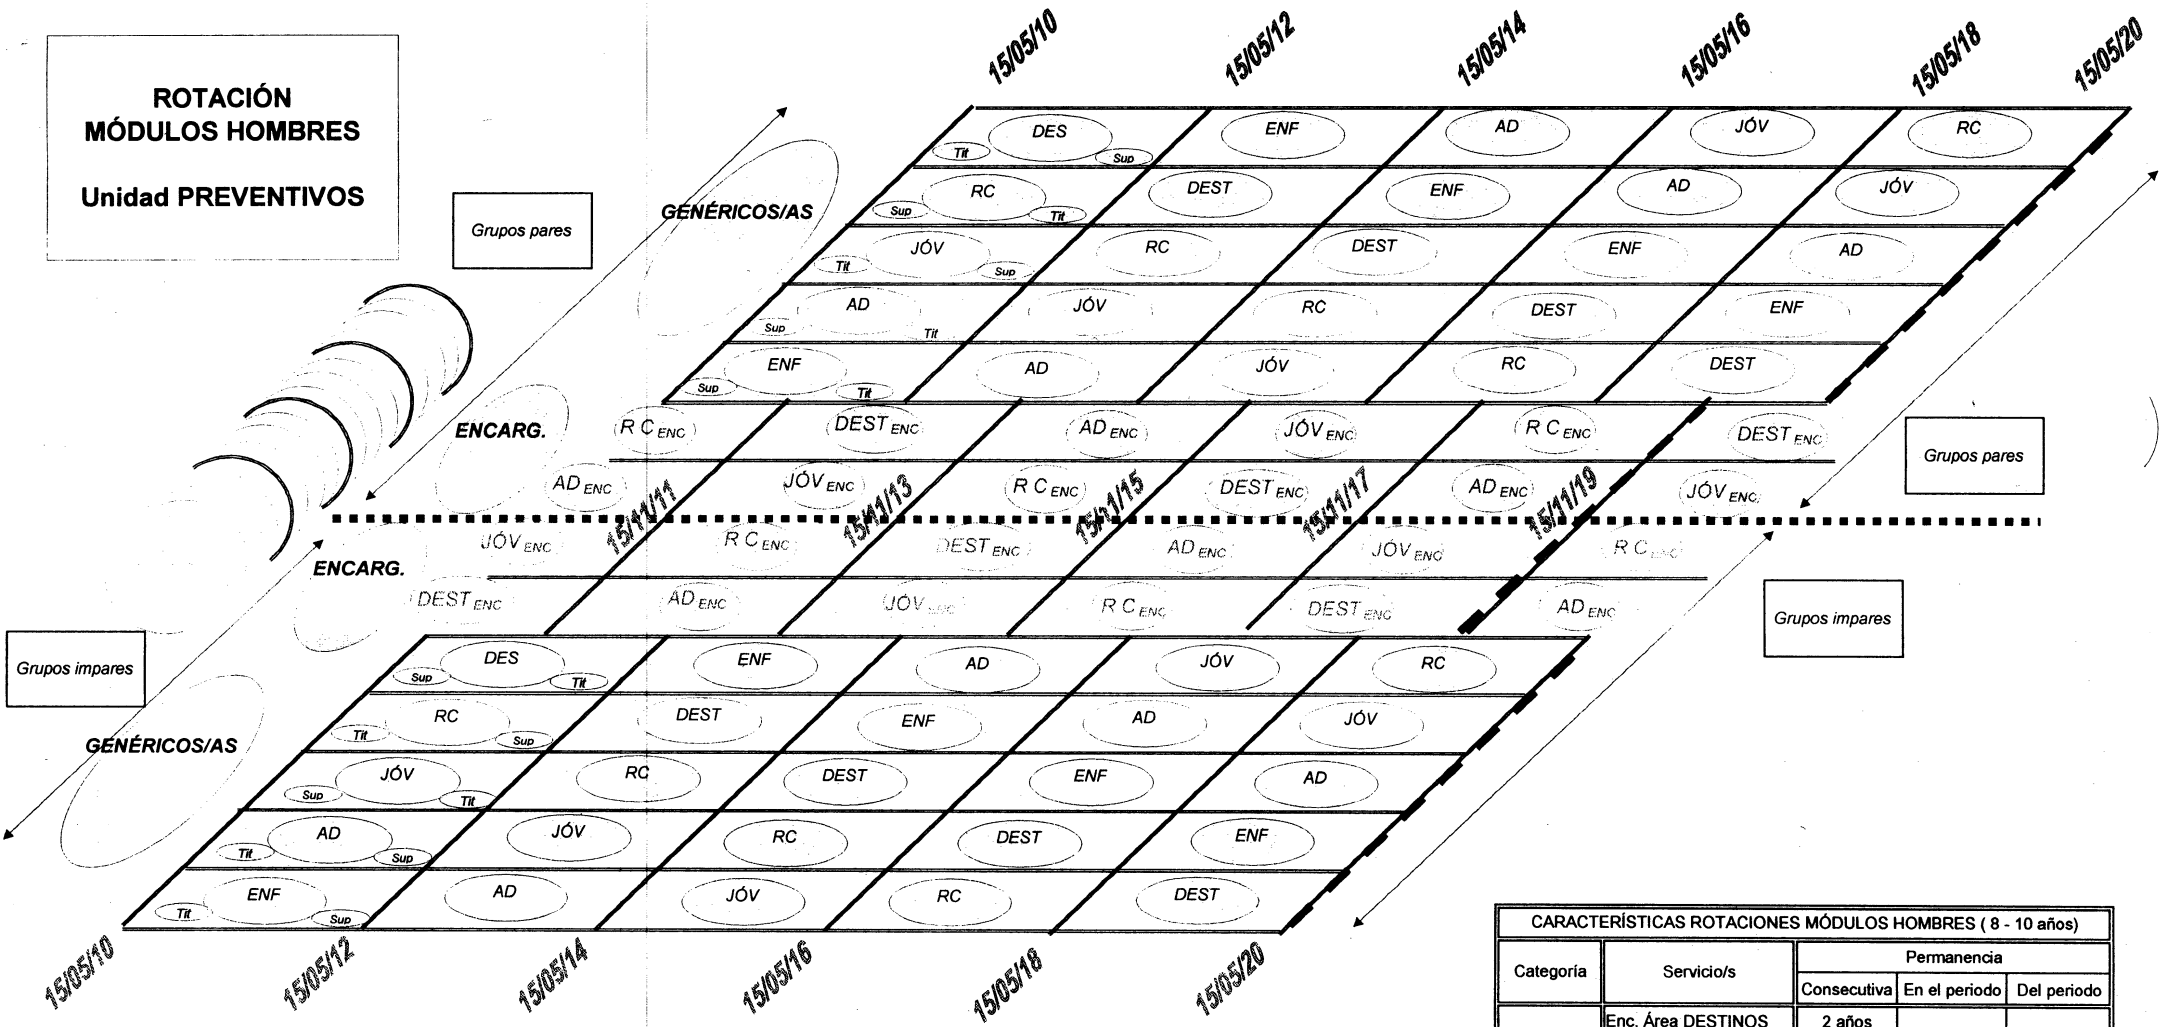 15/05/10 15/05/12 15/05/14 15/05/16 15/05/18 15/05/20
ROTACIÓN
MÓDULOS HOMBRES
Unidad PREVENTIVOS
Grupos pares
GENÉRICOS/AS
DES ENF AD JÓV RC
Tit Sup
RC DEST ENF AD JÓV
Sup Tit
JÓV RC DEST ENF AD
Tit Sup
AD JÓV RC DEST ENF
Sup Tit
ENF AD JÓV RC DEST
Sup Tit
ENCARG.
R C ENC DEST ENC AD ENC JÓV ENC R C ENC DEST ENC
Grupos pares
AD ENC JÓV ENC R C ENC DEST ENC AD ENC JÓV ENC
15/11/11 15/11/13 15/11/15 15/11/17 15/11/19
ENCARG.
JÓV ENC R C ENC DEST ENC AD ENC JÓV ENC R C ENC
DEST ENC AD ENC JÓV ENC R C ENC DEST ENC AD ENC
Grupos impares
Grupos impares
GENÉRICOS/AS
DES ENF AD JÓV RC
Sup Tit
RC DEST ENF AD JÓV
Tit Sup
JÓV RC DEST ENF AD
Sup Tit
AD JÓV RC DEST ENF
Tit Sup
ENF AD JÓV RC DEST
Tit Sup
15/05/10 15/05/12 15/05/14 15/05/16 15/05/18 15/05/20
CARACTERÍSTICAS ROTACIONES MÓDULOS HOMBRES ( 8 - 10 años)
Categoría Servicio/s Permanencia
Consecutiva En el periodo Del periodo
Enc. Área DESTINOS 2 años